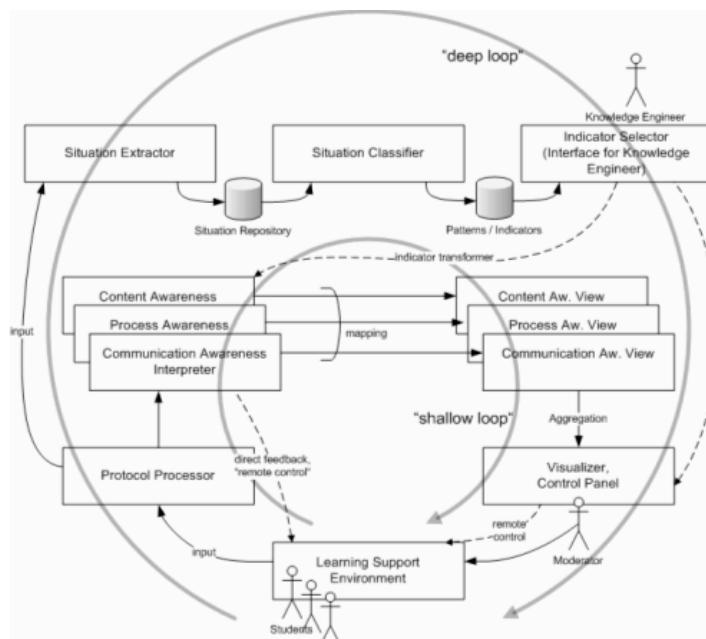 "deep loop"
Knowledge Engineer
Situation Extractor
Situation Classifier
Indicator Selector
(Interface for Knowledge
Engineer)
Situation Repository
Patterns / Indicators
indicator transformer
Content Awareness
Process Awareness
Communication Awareness
Interpreter
mapping
Content Aw. View
Process Aw. View
Communication Aw. View
input
"shallow loop"
Aggregation
direct feedback,
"remote control"
Protocol Processor
Visualizer,
Control Panel
remote
control
Moderator
input
Learning Support
Environment
Students